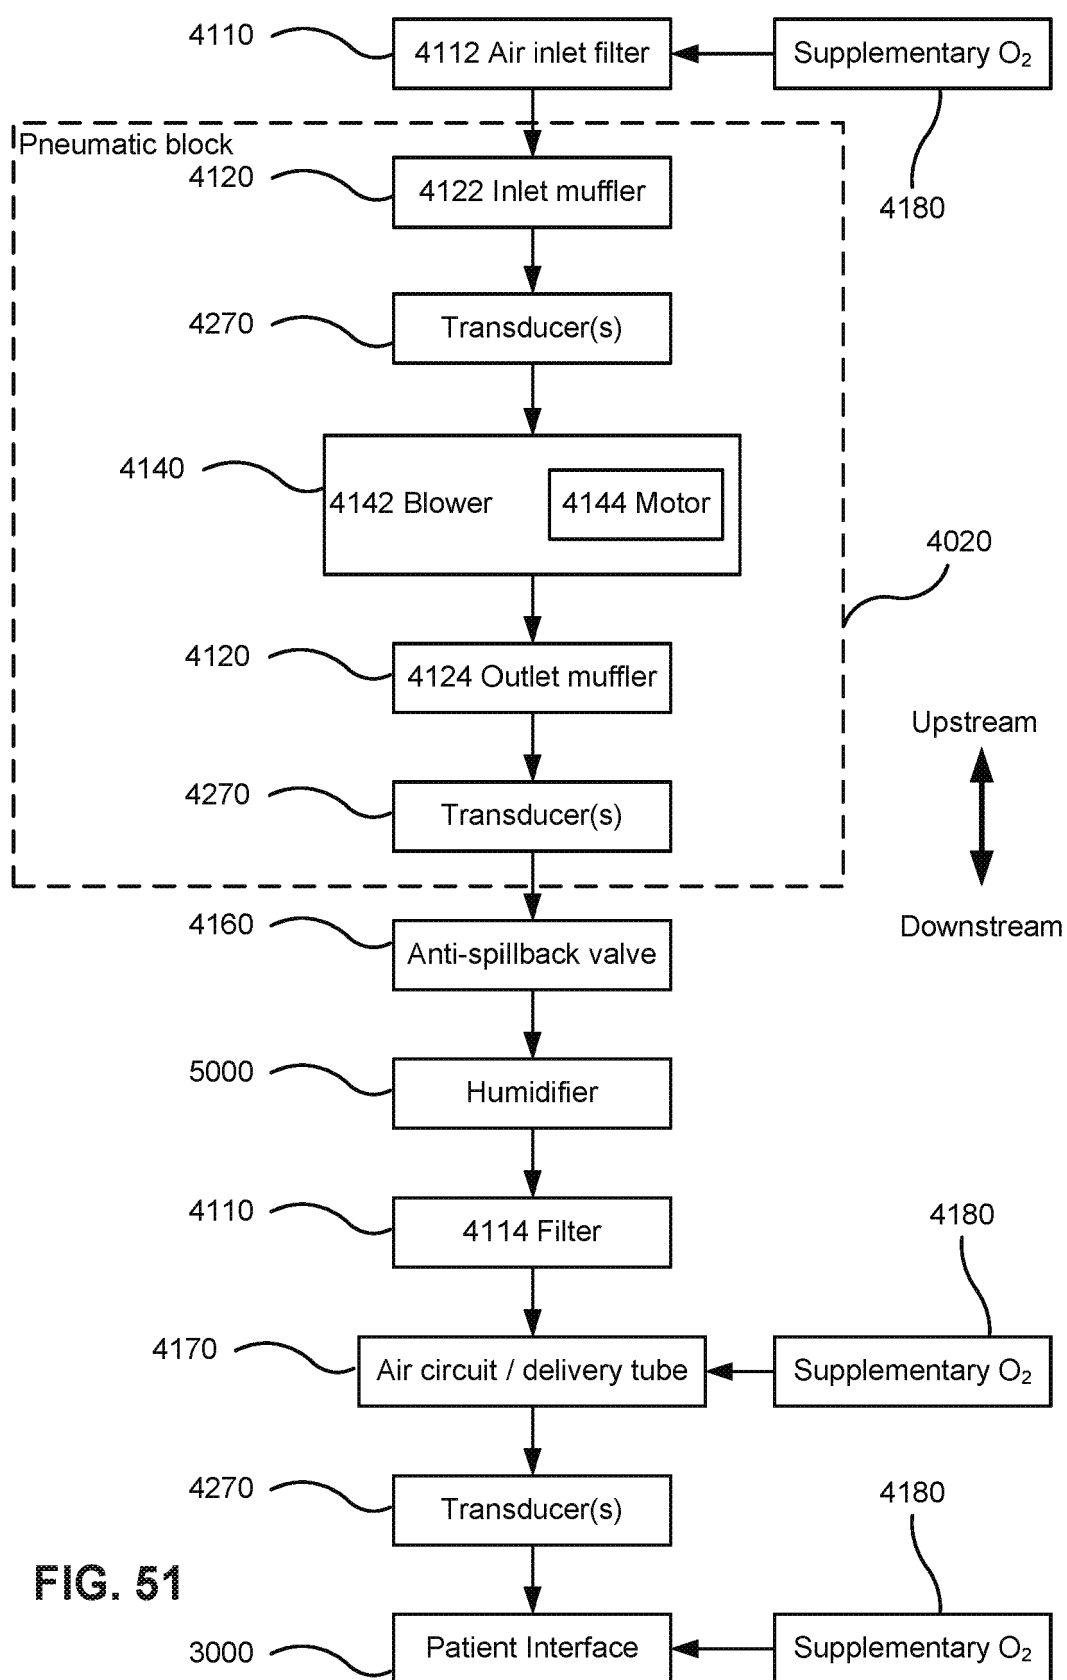 4110
4112 Air inlet filter
Supplementary O₂
4180
Pneumatic block
4120
4122 Inlet muffler
4270
Transducer(s)
4140
4142 Blower
4144 Motor
4020
4120
4124 Outlet muffler
Upstream
4270
Transducer(s)
Downstream
4160
Anti-spillback valve
5000
Humidifier
4110
4114 Filter
4180
4170
Air circuit / delivery tube
Supplementary O₂
4270
Transducer(s)
4180
FIG. 51
3000
Patient Interface
Supplementary O₂